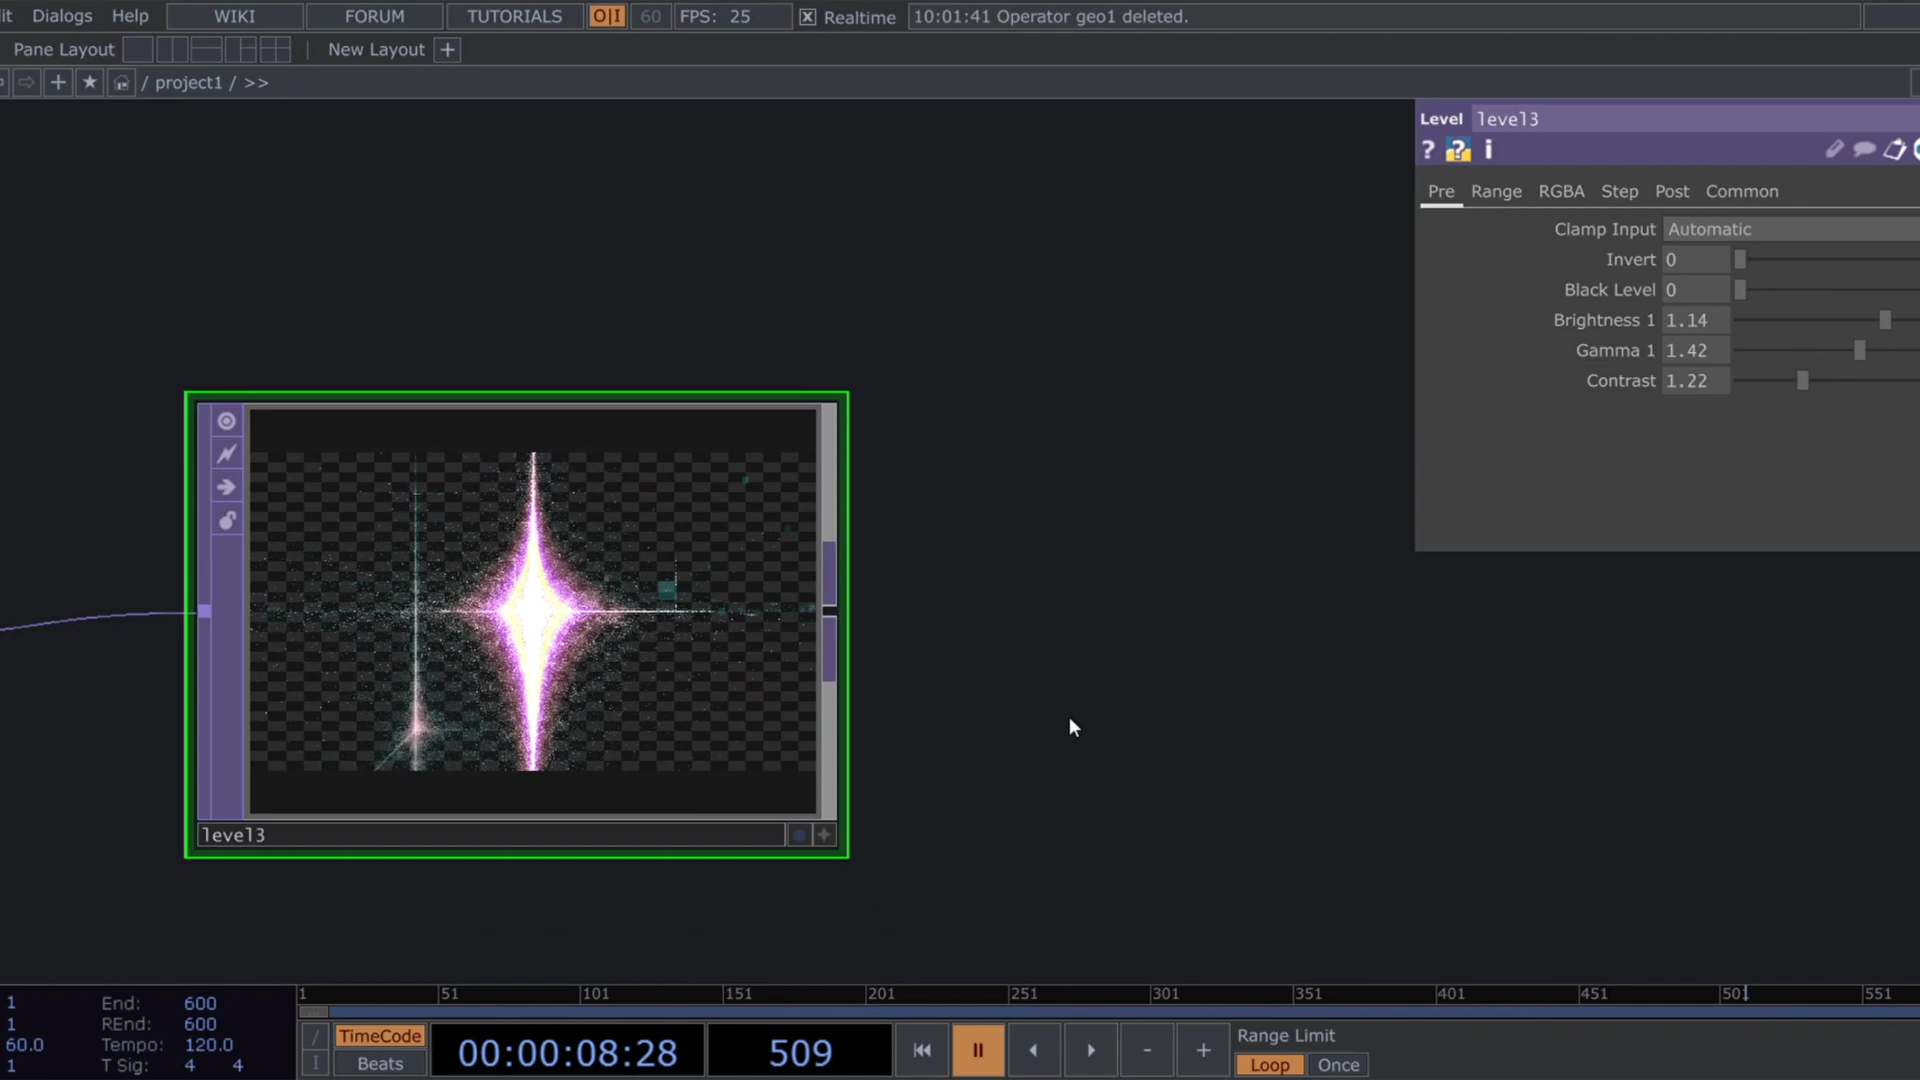 it Dialogs Help WIKI FORUM TUTORIALS O|I 60 FPS: 25 Realtime 10:01:41 Operator geo1 deleted.
Pane Layout New Layout +
+ / project1 / >>
Level level3
? ? i
Pre Range RGBA Step Post Common
Clamp Input Automatic
Invert 0
Black Level 0
Brightness 1 1.14
Gamma 1 1.42
Contrast 1.22
level3
1 51 101 151 201 251 301 351 401 451 501 551
1 End: 600
1 REnd: 600
60.0 Tempo: 120.0
1 T Sig: 4 4
/ TimeCode 00:00:08:28 509 - + Range Limit
I Beats Loop Once